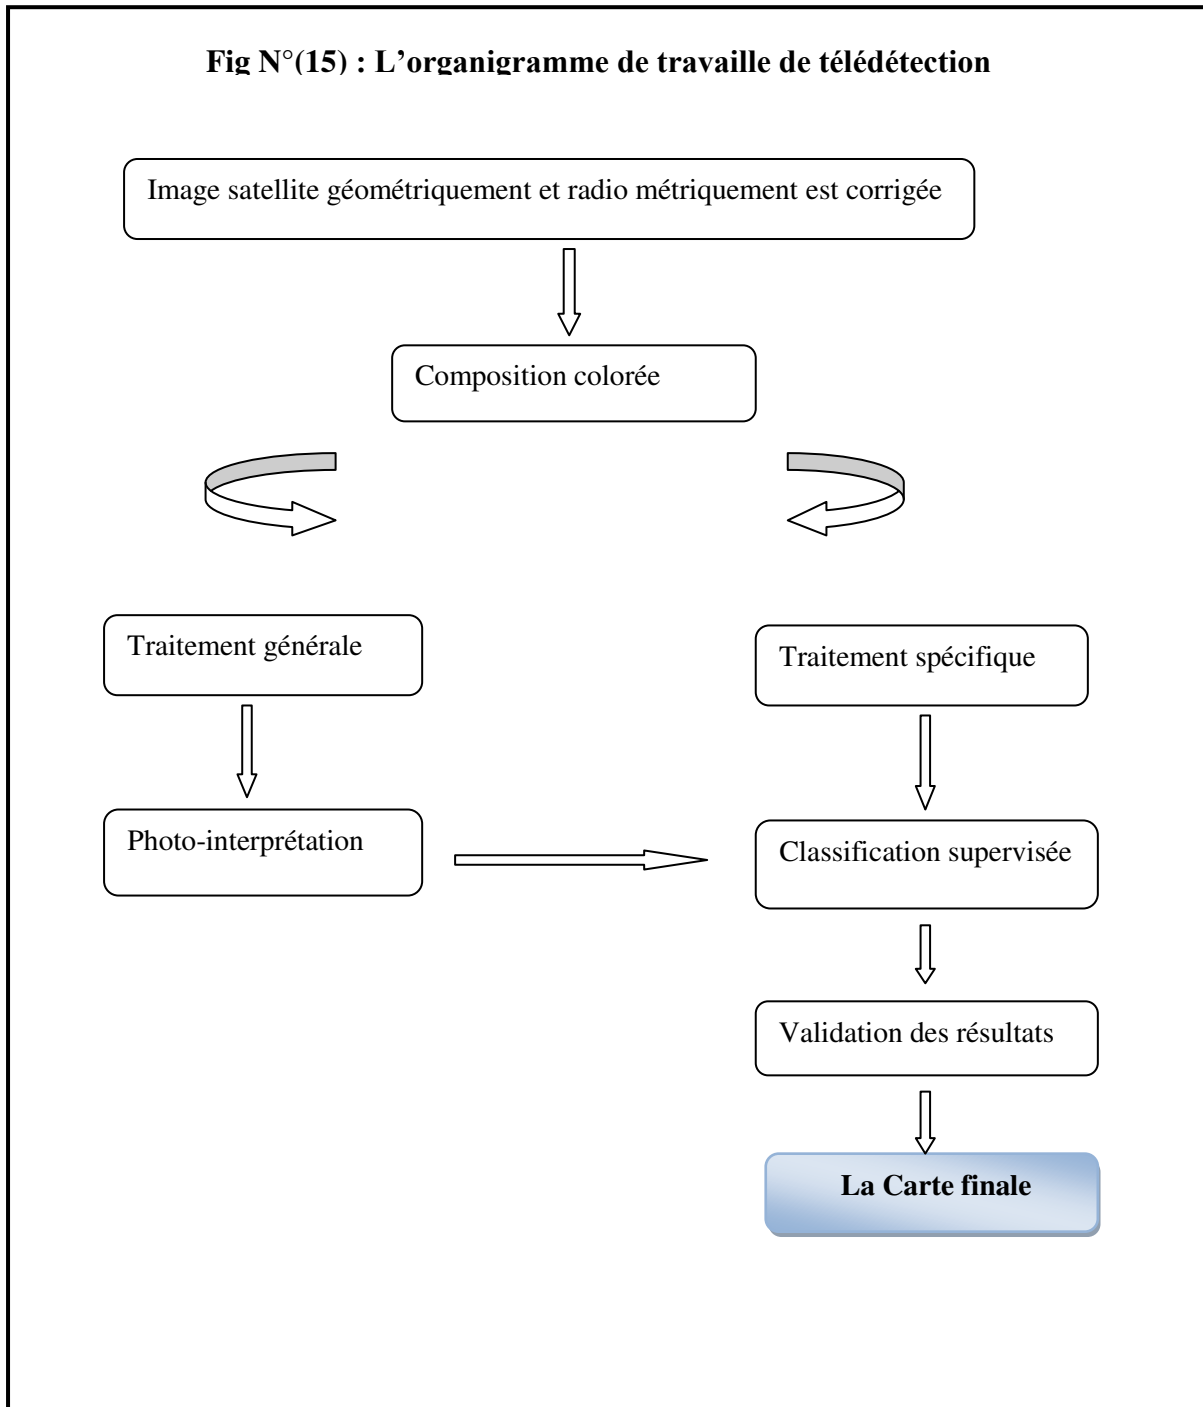 Fig N°(15) : L'organigramme de travaille de télédétection
Image satellite géométriquement et radio métriquement est corrigée
Composition colorée
Traitement générale
Traitement spécifique
Photo-interprétation
Classification supervisée
Validation des résultats
La Carte finale